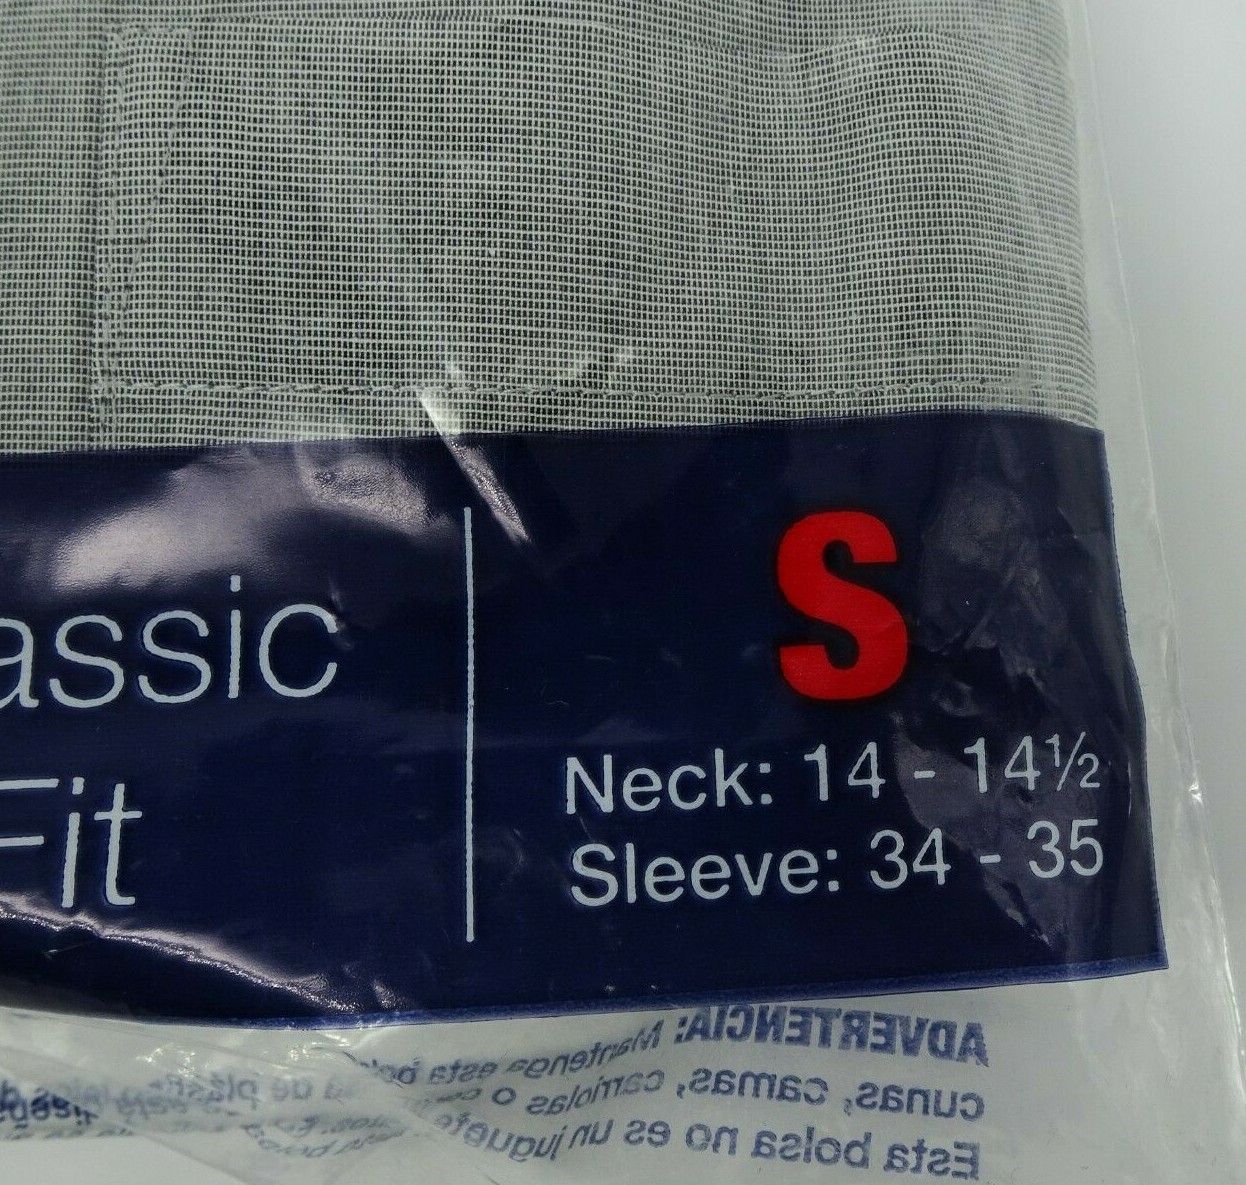 assic
Fit
S
Neck: 14 - 14½
Sleeve: 34 - 35
ADVERTENCIA: Mantenga esta
cunas, camas, carriolas o
Esta bolsa no es un juguete